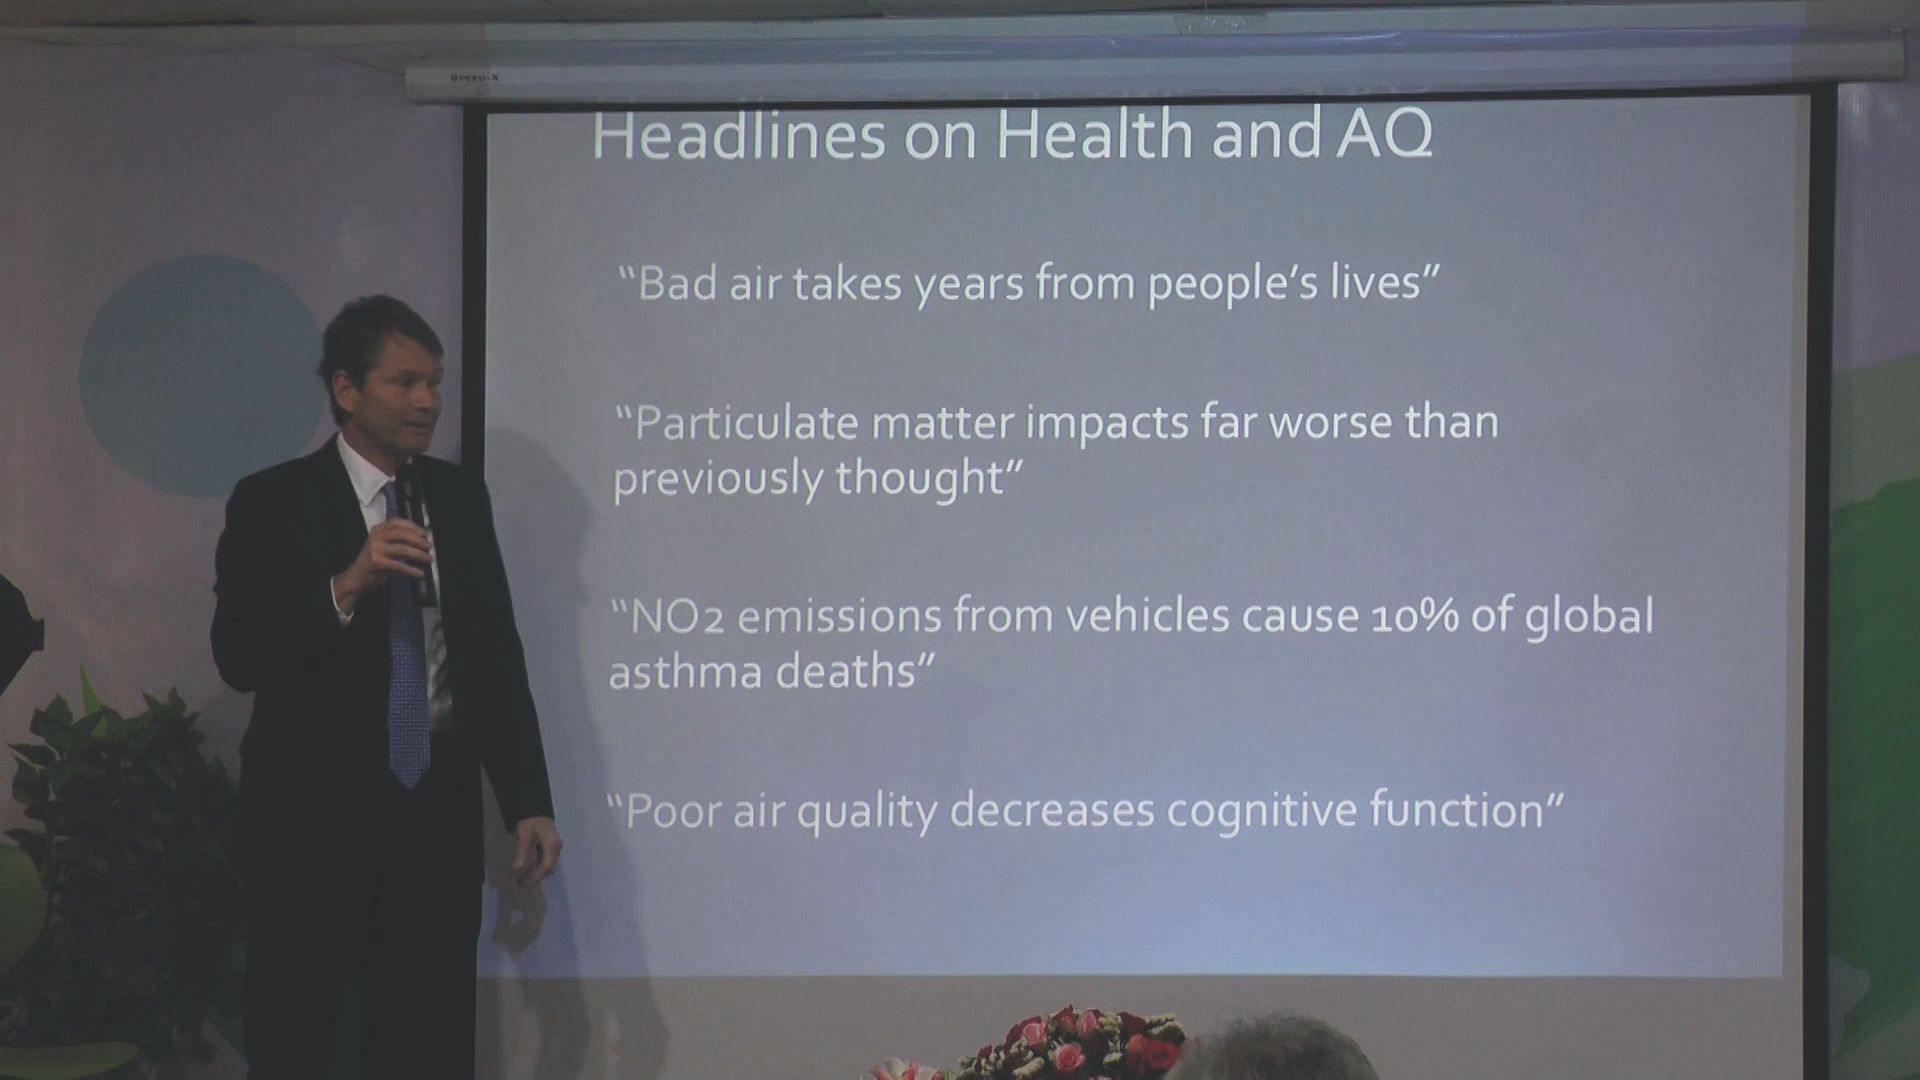 SPEED-X
Headlines on Health and AQ
“Bad air takes years from people’s lives”
“Particulate matter impacts far worse than
previously thought”
“NO2 emissions from vehicles cause 10% of global
asthma deaths”
“Poor air quality decreases cognitive function”